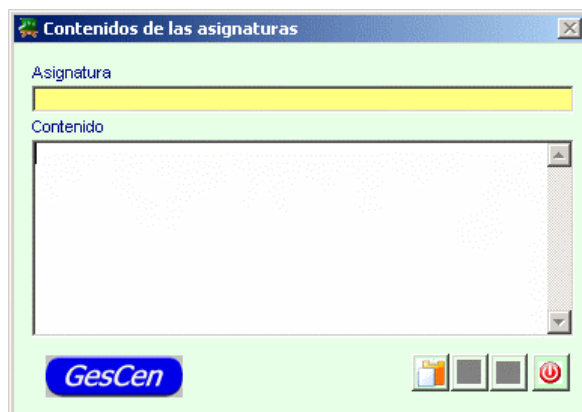 Contenidos de las asignaturas
Asignatura
Contenido
GesCen